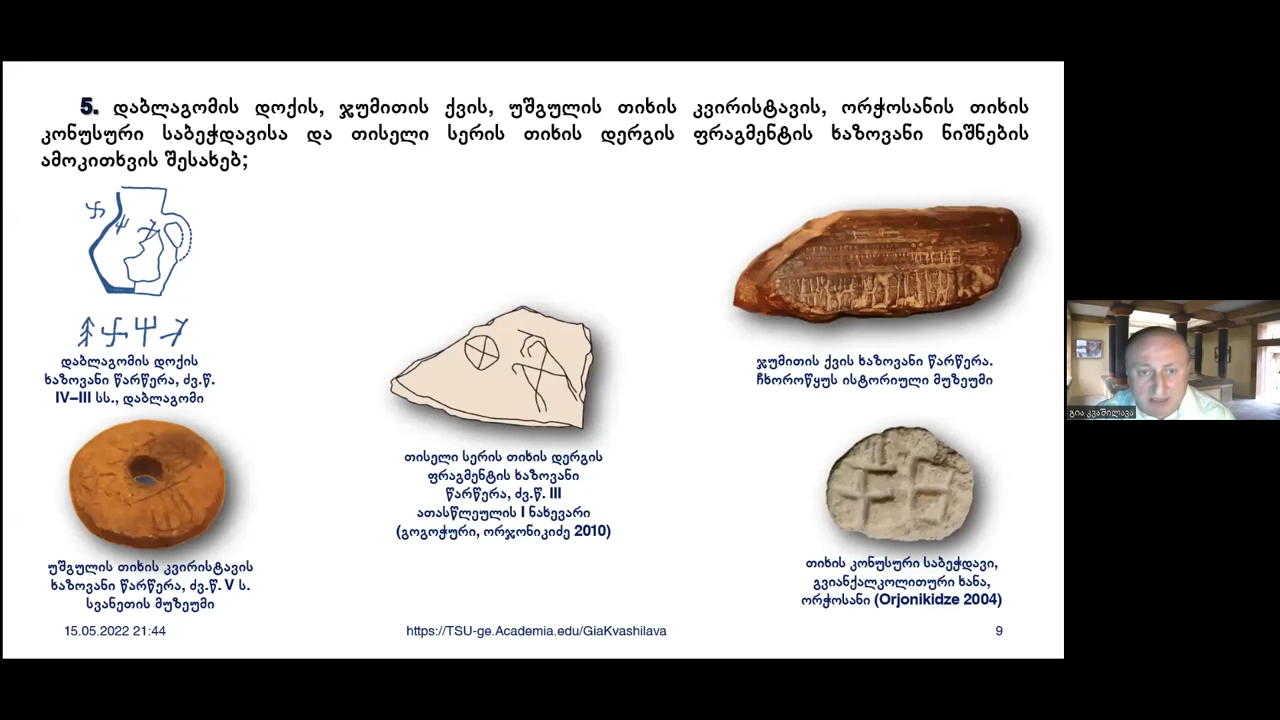 5. დაბლაგომის დოქის, ჯუმითის ქვის, უშგულის თიხის კვირისტავის, ორჭოსანის თიხის
კონუსური საბეჭდავისა და თისელი სერის თიხის დერგის ფრაგმენტის ხაზოვანი ნიშნების
ამოკითხვის შესახებ;
დაბლაგომის დოქის
ხაზოვანი წარწერა, ძვ.წ.
IV–III სს., დაბლაგომი
უშგულის თიხის კვირისტავის
ხაზოვანი წარწერა, ძვ.წ. V ს.
სვანეთის მუზეუმი
თისელი სერის თიხის დერგის
ფრაგმენტის ხაზოვანი
წარწერა, ძვ.წ. III
ათასწლეულის I ნახევარი
(გოგოჭური, ორჯონიკიძე 2010)
ჯუმითის ქვის ხაზოვანი წარწერა.
ჩხოროწყუს ისტორიული მუზეუმი
თიხის კონუსური საბეჭდავი,
გვიანქალკოლითური ხანა,
ორჭოსანი (Orjonikidze 2004)
15.05.2022 21:44
https://TSU-ge.Academia.edu/GiaKvashilava
9
გია კვაშილავა